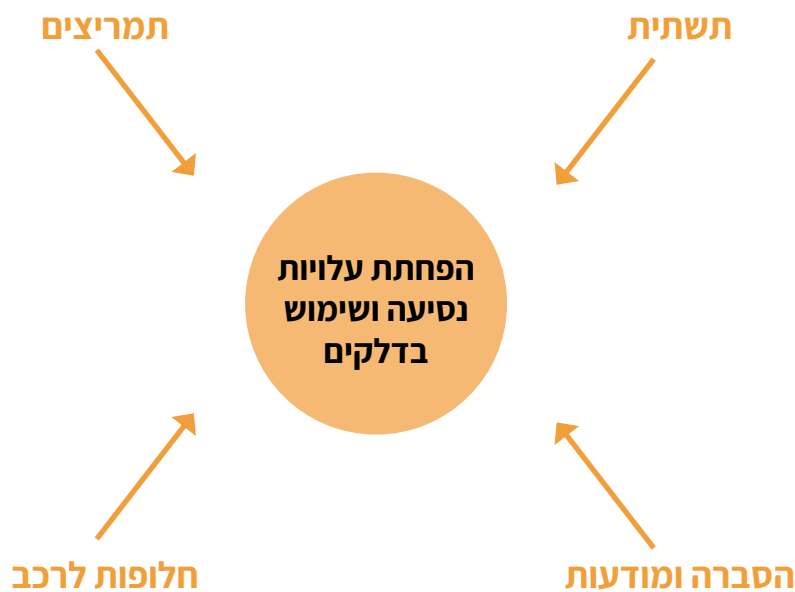 תשתית
תמריצים
הפחתת עלויות
נסיעה ושימוש
בדלקים
הסברה ומודעות
חלופות לרכב